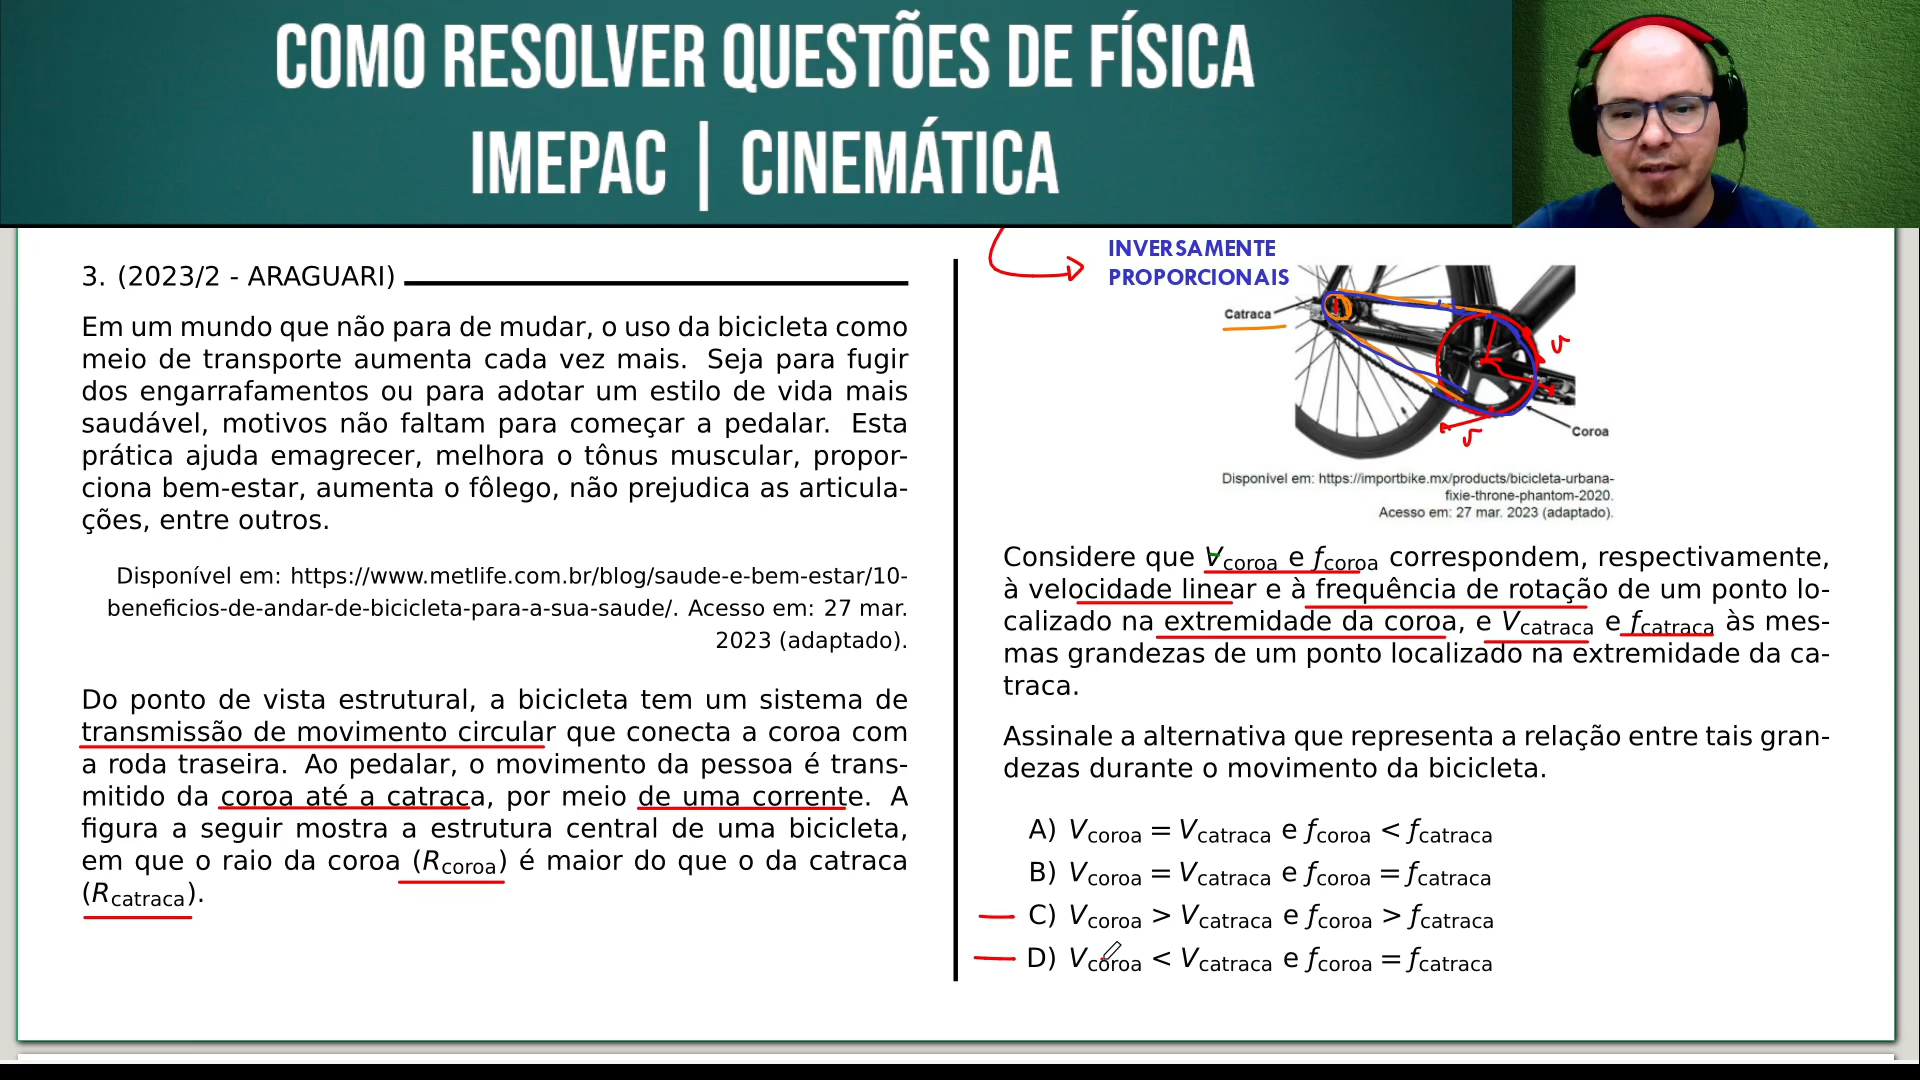 COMO RESOLVER QUESTÕES DE FÍSICA
IMEPAC | CINEMÁTICA
3. (2023/2 - ARAGUARI)
Em um mundo que não para de mudar, o uso da bicicleta como
meio de transporte aumenta cada vez mais. Seja para fugir
dos engarrafamentos ou para adotar um estilo de vida mais
saudável, motivos não faltam para começar a pedalar. Esta
prática ajuda emagrecer, melhora o tônus muscular, propor-
ciona bem-estar, aumenta o fôlego, não prejudica as articula-
ções, entre outros.
Disponível em: https://www.metlife.com.br/blog/saude-e-bem-estar/10-
beneficios-de-andar-de-bicicleta-para-a-sua-saude/. Acesso em: 27 mar.
2023 (adaptado).
Do ponto de vista estrutural, a bicicleta tem um sistema de
transmissão de movimento circular que conecta a coroa com
a roda traseira. Ao pedalar, o movimento da pessoa é trans-
mitido da coroa até a catraca, por meio de uma corrente. A
figura a seguir mostra a estrutura central de uma bicicleta,
em que o raio da coroa (Rcoroa) é maior do que o da catraca
(Rcatraca).
INVERSAMENTE
PROPORCIONAIS
Catraca
Coroa
Disponível em: https://importbike.mx/products/bicicleta-urbana-
fixie-throne-phantom-2020.
Acesso em: 27 mar. 2023 (adaptado).
Considere que Vcoroa e fcoroa correspondem, respectivamente,
à velocidade linear e à frequência de rotação de um ponto lo-
calizado na extremidade da coroa, e Vcatraca e fcatraca às mes-
mas grandezas de um ponto localizado na extremidade da ca-
traca.
Assinale a alternativa que representa a relação entre tais gran-
dezas durante o movimento da bicicleta.
A) Vcoroa = Vcatraca e fcoroa < fcatraca
B) Vcoroa = Vcatraca e fcoroa = fcatraca
C) Vcoroa > Vcatraca e fcoroa > fcatraca
D) Vcoroa < Vcatraca e fcoroa = fcatraca